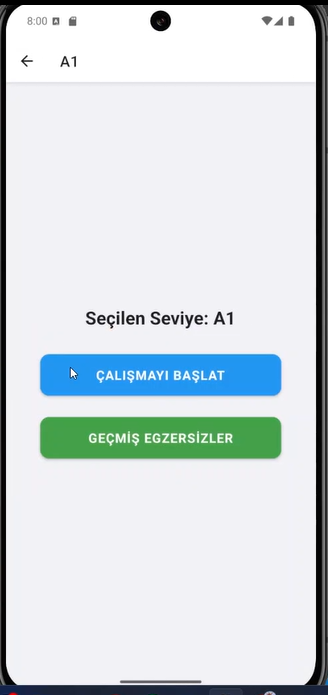 8:00
A1
Seçilen Seviye: A1
ÇALIŞMAYI BAŞLAT
GEÇMİŞ EGZERSİZLER